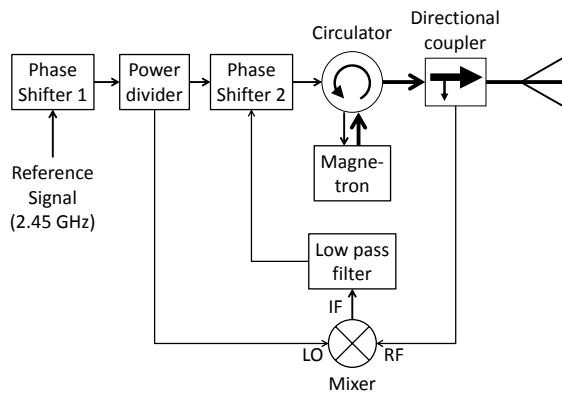 Circulator
Directional
coupler
Phase
Shifter 1
Power
divider
Phase
Shifter 2
Magne-
tron
Reference
Signal
(2.45 GHz)
Low pass
filter
IF
LO
RF
Mixer